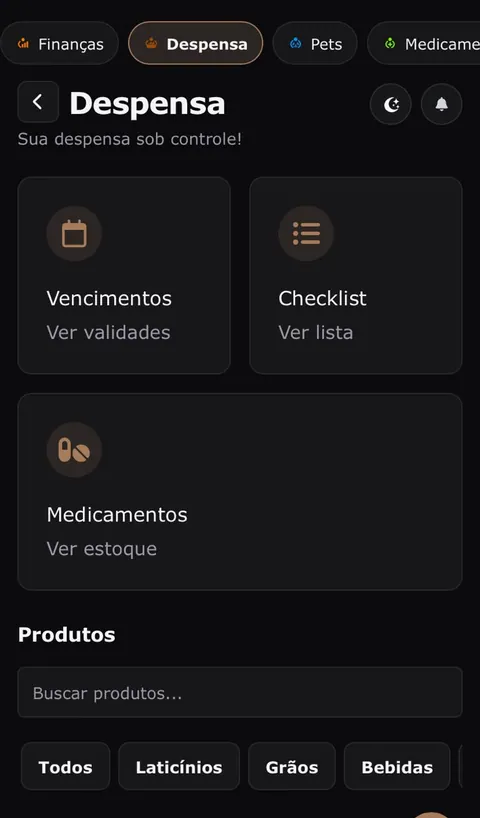 Finanças
Despensa
Pets
Medicame
Despensa
Sua despensa sob controle!
Vencimentos
Ver validades
Checklist
Ver lista
Medicamentos
Ver estoque
Produtos
Buscar produtos...
Todos
Laticínios
Grãos
Bebidas